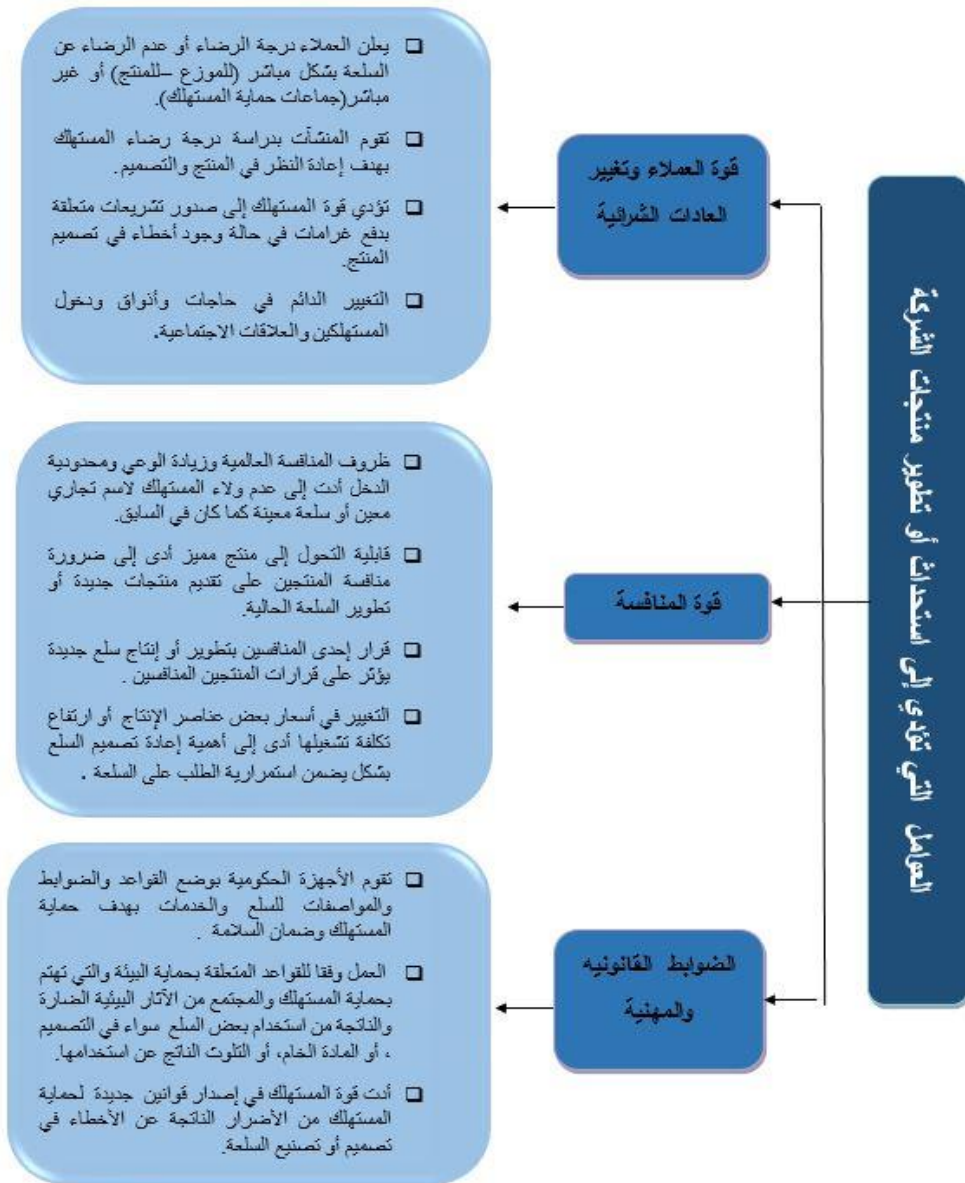 العوامل التي تؤدي إلى استحداث أو تطوير منتجات الشركة
قوة العملاء وتغيير
العادات الشرائية
❑ يعلن العملاء درجة الرضاء أو عدم الرضاء عن
السلعة بشكل مباشر (للموزع –للمنتج) أو غير
مباشر(جماعات حماية المستهلك).
❑ تقوم المنشآت بدراسة درجة رضاء المستهلك
بهدف إعادة النظر في المنتج والتصميم.
❑ تؤدي قوة المستهلك إلى صدور تشريعات متعلقة
بدفع غرامات في حالة وجود أخطاء في تصميم
المنتج.
❑ التغيير الدائم في حاجات وأذواق ودخول
المستهلكين والعلاقات الاجتماعية.
قوة المنافسة
❑ ظروف المنافسة العالمية وزيادة الوعي ومحدودية
الدخل أدت إلى عدم ولاء المستهلك لاسم تجاري
معين أو سلعة معينة كما كان في السابق.
❑ قابلية التحول إلى منتج مميز أدى إلى ضرورة
منافسة المنتجين على تقديم منتجات جديدة أو
تطوير السلعة الحالية.
❑ قرار إحدى المنافسين بتطوير أو إنتاج سلع جديدة
يؤثر على قرارات المنتجين المنافسين .
❑ التغيير في أسعار بعض عناصر الإنتاج أو ارتفاع
تكلفة تشغيلها أدى إلى أهمية إعادة تصميم السلع
بشكل يضمن استمرارية الطلب على السلعة .
الضوابط القانونيه
والمهنية
❑ تقوم الأجهزة الحكومية بوضع القواعد والضوابط
والمواصفات للسلع والخدمات بهدف حماية
المستهلك وضمان السلامة .
❑ العمل وفقا للقواعد المتعلقة بحماية البيئة والتي تهتم
بحماية المستهلك والمجتمع من الآثار البيئية الضارة
والناتجة من استخدام بعض السلع سواء في التصميم
، أو المادة الخام، أو التلوث الناتج عن استخدامها.
❑ أدت قوة المستهلك في إصدار قوانين جديدة لحماية
المستهلك من الأضرار الناتجة عن الأخطاء في
تصميم أو تصنيع السلعة.